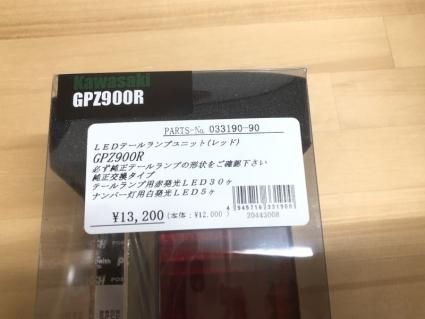 Kawasaki
GPZ900R
PARTS-No. 033190-90
LEDテールランプユニット(レッド)
GPZ900R
必ず純正テールランプの形状をご確認下さい
純正交換タイプ
テールランプ用赤発光LED30ヶ
ナンバー灯用白発光LED5ヶ
¥13,200(本体:¥12,000)
20443008